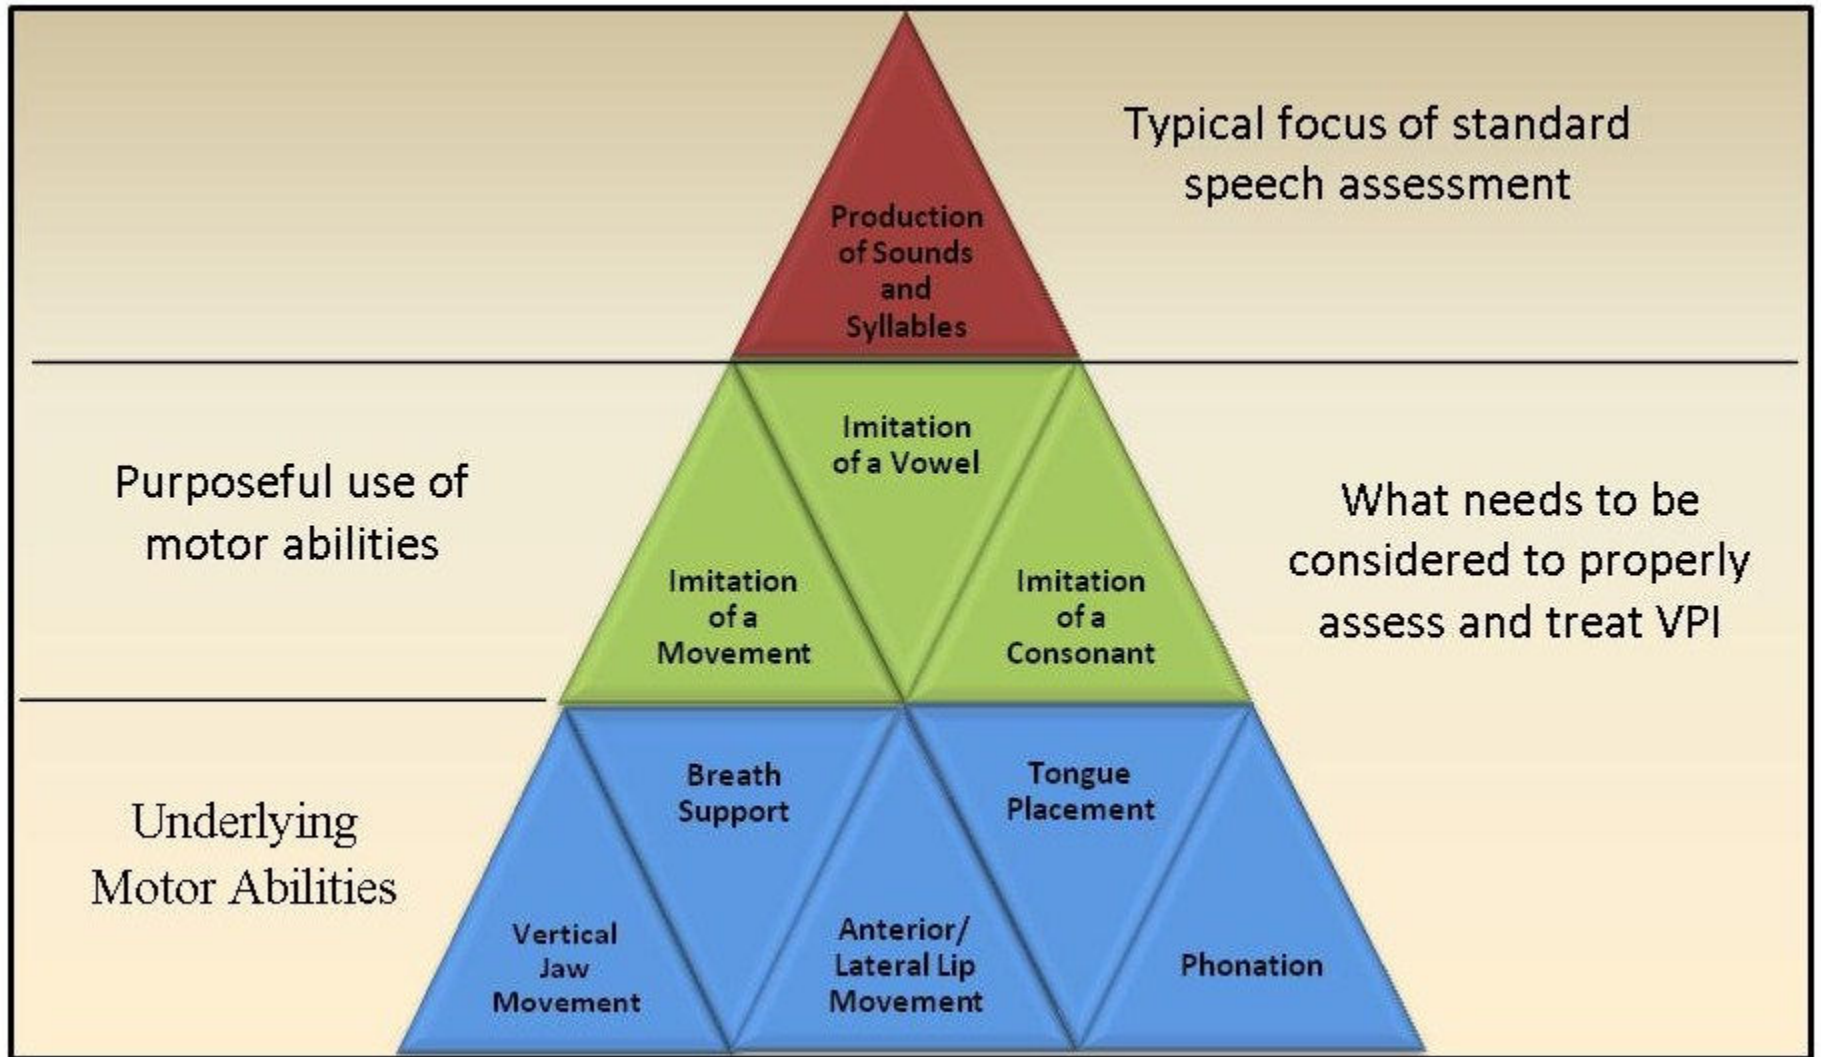 Typical focus of standard
speech assessment
Production
of Sounds
and
Syllables
Purposeful use of
motor abilities
Imitation
of a Vowel
Imitation
of a
Movement
Imitation
of a
Consonant
What needs to be
considered to properly
assess and treat VPI
Underlying
Motor Abilities
Breath
Support
Tongue
Placement
Vertical
Jaw
Movement
Anterior/
Lateral Lip
Movement
Phonation